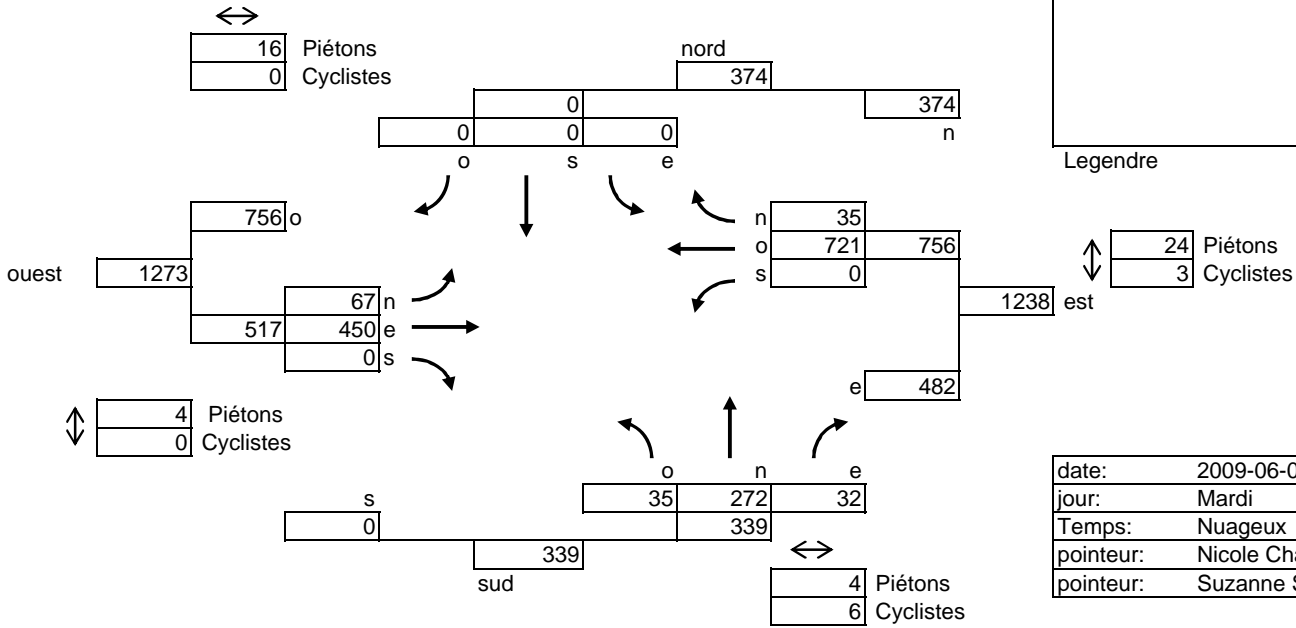 16 Piétons
0 Cyclistes
nord
374
0
374
0 0 0
n
o s e
Legendre
756 o
n 35
o 721 756
s 0
24 Piétons
3 Cyclistes
ouest 1273
67 n
517 450 e
0 s
1238 est
e 482
4 Piétons
0 Cyclistes
o n e
35 272 32
339
s
0
339
sud
4 Piétons
6 Cyclistes
date:
jour: Mardi
Temps: Nuageux
pointeur: Nicole
pointeur: Suzanne